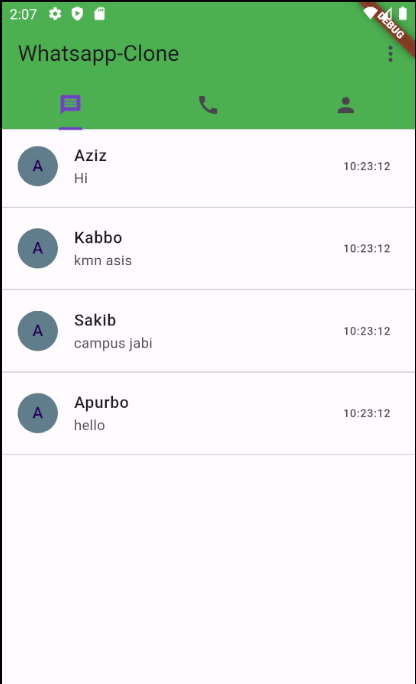 2:07
DEBUG
Whatsapp-Clone
A
Aziz
Hi
10:23:12
A
Kabbo
kmn asis
10:23:12
A
Sakib
campus jabi
10:23:12
A
Apurbo
hello
10:23:12